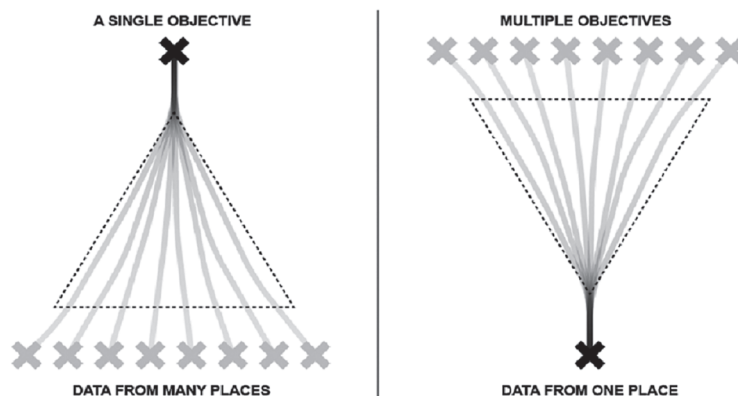 A SINGLE OBJECTIVE
DATA FROM MANY PLACES
MULTIPLE OBJECTIVES
DATA FROM ONE PLACE